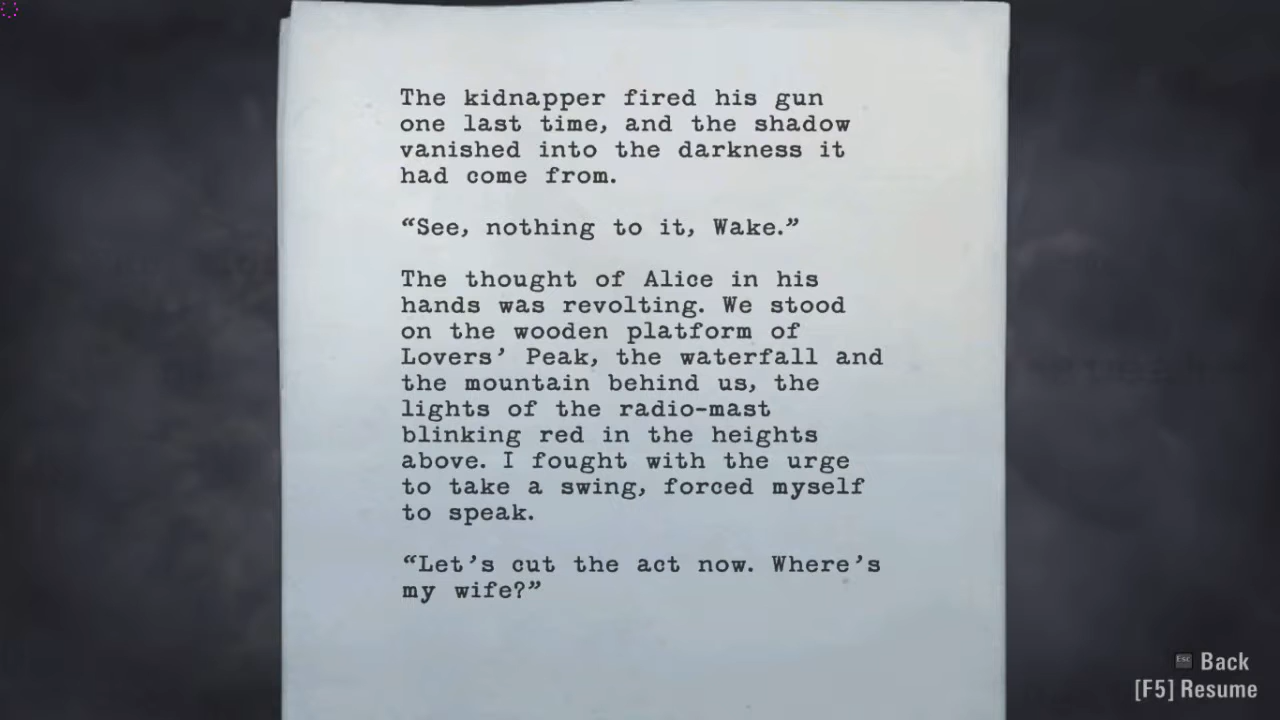 The kidnapper fired his gun
one last time, and the shadow
vanished into the darkness it
had come from.
“See, nothing to it, Wake.”
The thought of Alice in his
hands was revolting. We stood
on the wooden platform of
Lovers’ Peak, the waterfall and
the mountain behind us, the
lights of the radio-mast
blinking red in the heights
above. I fought with the urge
to take a swing, forced myself
to speak.
“Let’s cut the act now. Where’s
my wife?”
Esc Back
[F5] Resume